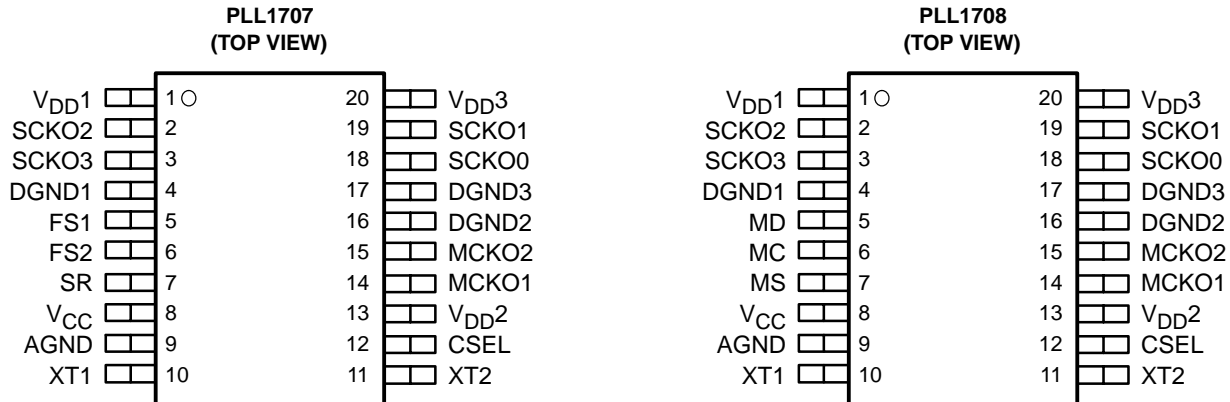 PLL1707
(TOP VIEW)
VDD1 1 20 VDD3
SCKO2 2 19 SCKO1
SCKO3 3 18 SCKO0
DGND1 4 17 DGND3
FS1 5 16 DGND2
FS2 6 15 MCKO2
SR 7 14 MCKO1
VCC 8 13 VDD2
AGND 9 12 CSEL
XT1 10 11 XT2
PLL1708
(TOP VIEW)
VDD1 1 20 VDD3
SCKO2 2 19 SCKO1
SCKO3 3 18 SCKO0
DGND1 4 17 DGND3
MD 5 16 DGND2
MC 6 15 MCKO2
MS 7 14 MCKO1
VCC 8 13 VDD2
AGND 9 12 CSEL
XT1 10 11 XT2